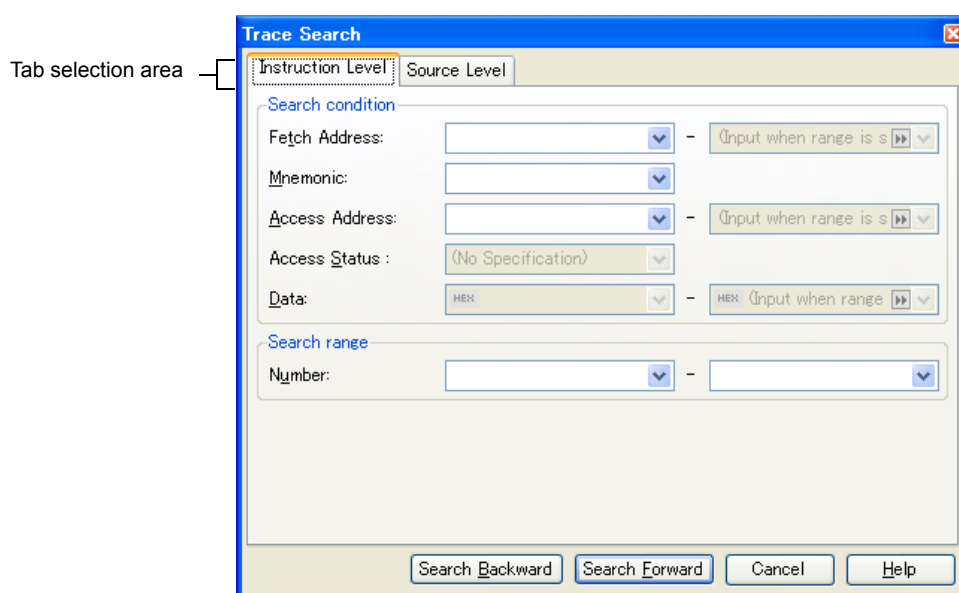 Trace Search
Tab selection area
Instruction Level Source Level
Search condition
Fetch Address: - (Input when range is s
Mnemonic:
Access Address: - (Input when range is s
Access Status : (No Specification)
Data: HEX - HEX (Input when range
Search range
Number: -
Search Backward Search Forward Cancel Help